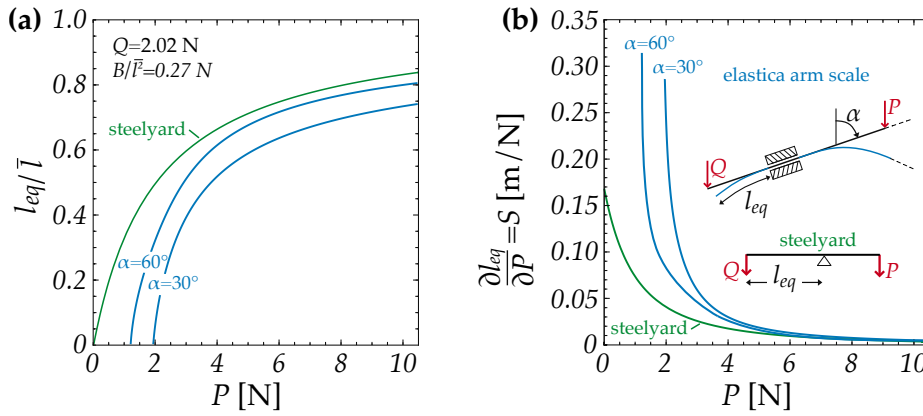 (a)
1.0
0.8
0.6
0.4
0.2
0
l_eq/l̄
Q=2.02 N
B/l̄²=0.27 N
steelyard
α=60°
α=30°
0 2 4 6 8 10
P [N]
(b)
0.35
0.30
0.25
0.20
0.15
0.10
0.05
0
∂l_eq/∂P=S [m/N]
α=60°
α=30°
elastica arm scale
P
α
Q
l_eq
steelyard
Q
l_eq
P
steelyard
0 2 4 6 8 10
P [N]